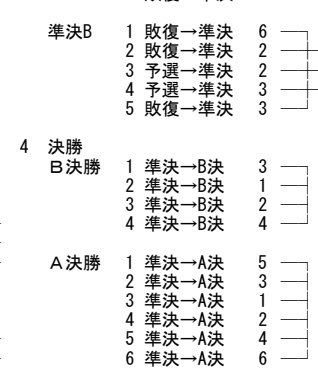 準決B 1 敗復→準決 6
2 敗復→準決 2
3 予選→準決 2
4 予選→準決 3
5 敗復→準決 3
4 決勝
B決勝 1 準決→B決 3
2 準決→B決 1
3 準決→B決 2
4 準決→B決 4
A決勝 1 準決→A決 5
2 準決→A決 3
3 準決→A決 1
4 準決→A決 2
5 準決→A決 4
6 準決→A決 6